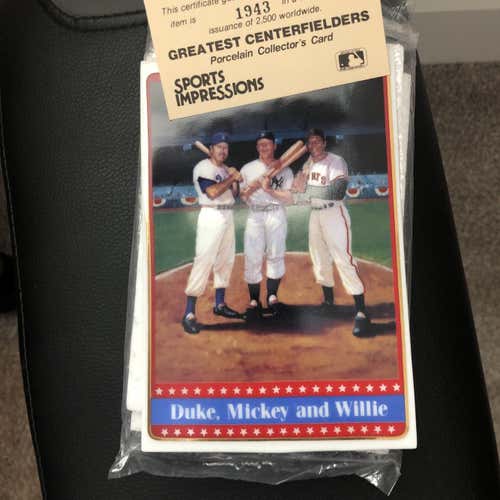 This certificate
item is 1943 in a
issuance of 2,500 worldwide.
GREATEST CENTERFIELDERS
Porcelain Collector's Card
SPORTS
IMPRESSIONS
Duke, Mickey and Willie